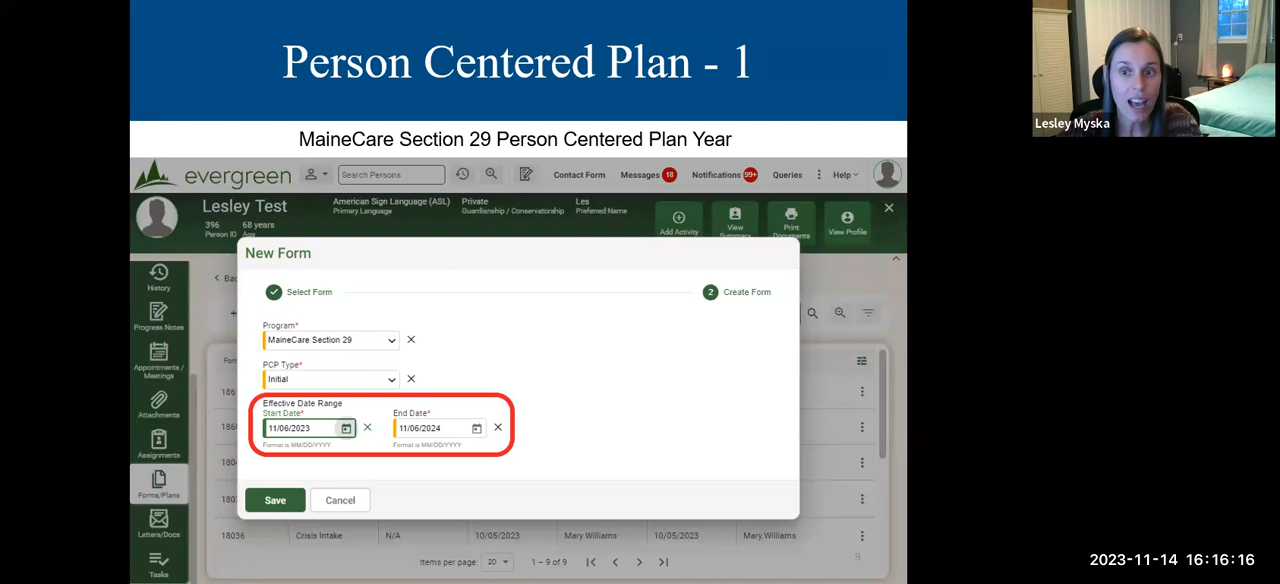 Person Centered Plan - 1
MaineCare Section 29 Person Centered Plan Year
Lesley Myska
evergreen
Search Persons
Contact Form
Messages 18
Notifications 99+
Queries
Help
Lesley Test
396
Person ID
68 years
Age
American Sign Language (ASL)
Primary Language
Private
Guardianship / Conservatorship
Les
Preferred Name
Add Activity
View
Summary
Print
Documents
View Profile
History
Progress Notes
Appointments /
Meetings
Attachments
Assignments
Forms/Plans
Letters/Docs
Tasks
New Form
Select Form
2 Create Form
Program*
MaineCare Section 29
PCP Type*
Initial
Effective Date Range
Start Date*
End Date*
11/06/2023
11/06/2024
Format is MM/DD/YYYY
Format is MM/DD/YYYY
Save
Cancel
18036 Crisis Intake N/A 10/05/2023 Mary.Williams 10/05/2023 Mary.Williams
Items per page: 20 1 – 9 of 9
9
2023-11-14 16:16:16